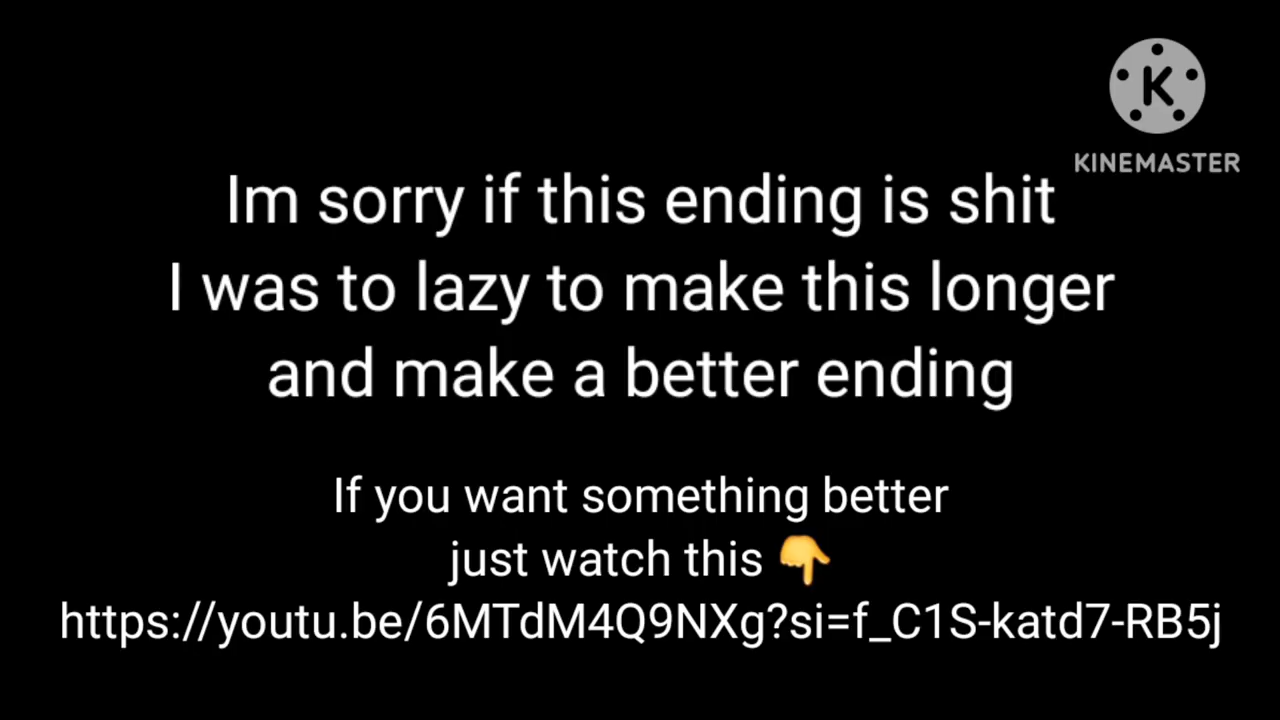 K
KINEMASTER
Im sorry if this ending is shit
I was to lazy to make this longer
and make a better ending
If you want something better
just watch this 👇
https://youtu.be/6MTdM4Q9NXg?si=f_C1S-katd7-RB5j